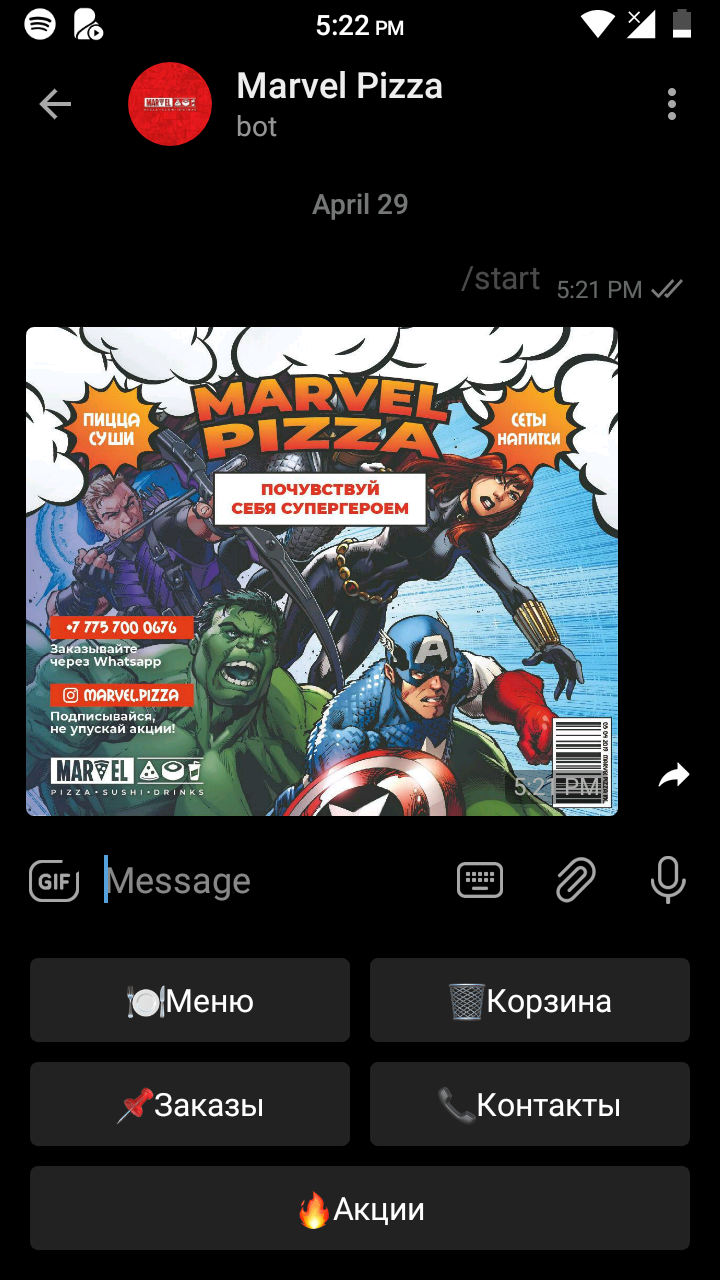 5:22 PM
Marvel Pizza
bot
April 29
/start 5:21 PM
MARVEL
PIZZA
ПИЦЦА
СУШИ
СЕТЫ
НАПИТКИ
ПОЧУВСТВУЙ
СЕБЯ СУПЕРГЕРОЕМ
+7 775 700 0676
Заказывайте
через Whatsapp
MARVEL.PIZZA
Подписывайся,
не упускай акции!
MARVEL
PIZZA•SUSHI•DRINKS
5:21 PM
GIF Message
Меню
Корзина
Заказы
Контакты
Акции